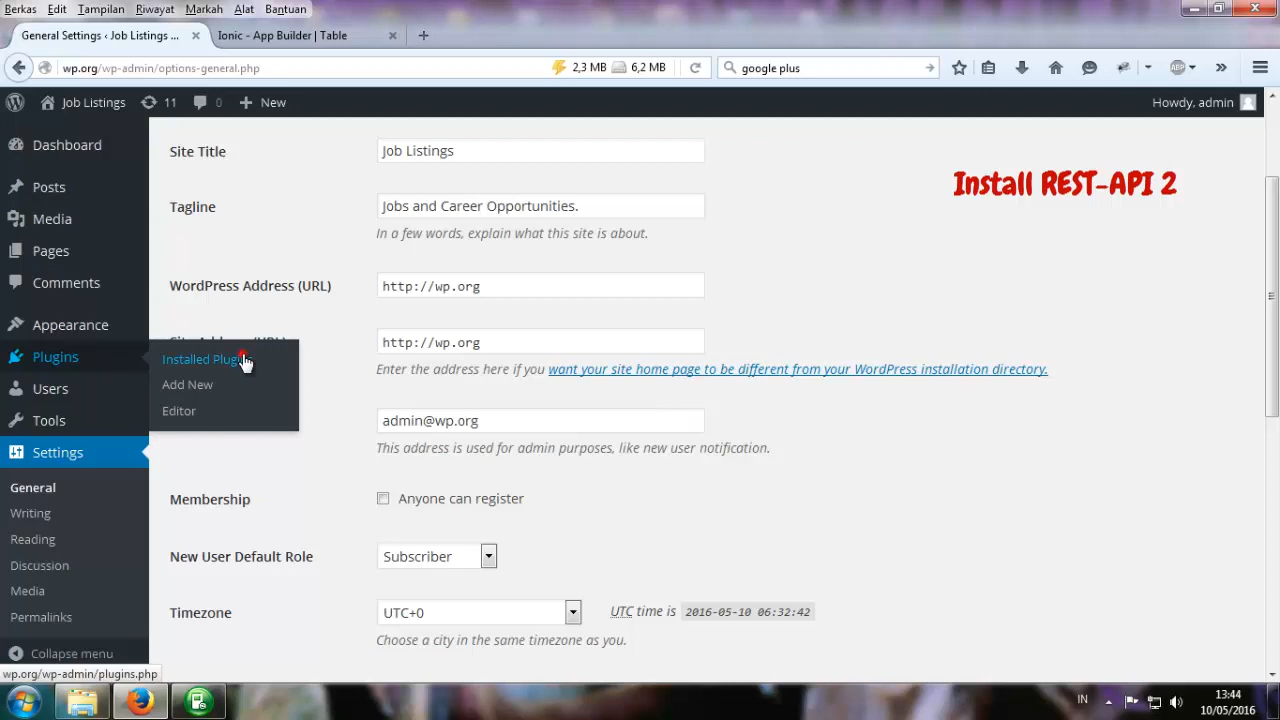 Berkas Edit Tampilan Riwayat Markah Alat Bantuan
General Settings ‹ Job Listings ...
Ionic - App Builder | Table
wp.org/wp-admin/options-general.php
2,3 MB 6,2 MB
google plus
ABP
Job Listings 11 0 New
Howdy, admin
Dashboard
Posts
Media
Pages
Comments
Appearance
Plugins
Users
Tools
Settings
General
Writing
Reading
Discussion
Media
Permalinks
Collapse menu
Installed
Add New
Editor
Site Title
Job Listings
Install REST-API 2
Tagline
Jobs and Career Opportunities.
In a few words, explain what this site is about.
WordPress Address (URL)
http://wp.org
http://wp.org
Enter the address here if you want your site home page to be different from your WordPress installation directory.
admin@wp.org
This address is used for admin purposes, like new user notification.
Membership
Anyone can register
New User Default Role
Subscriber
Timezone
UTC+0
UTC time is 2016-05-10 06:32:42
Choose a city in the same timezone as you.
wp.org/wp-admin/plugins.php
IN
13:44
10/05/2016